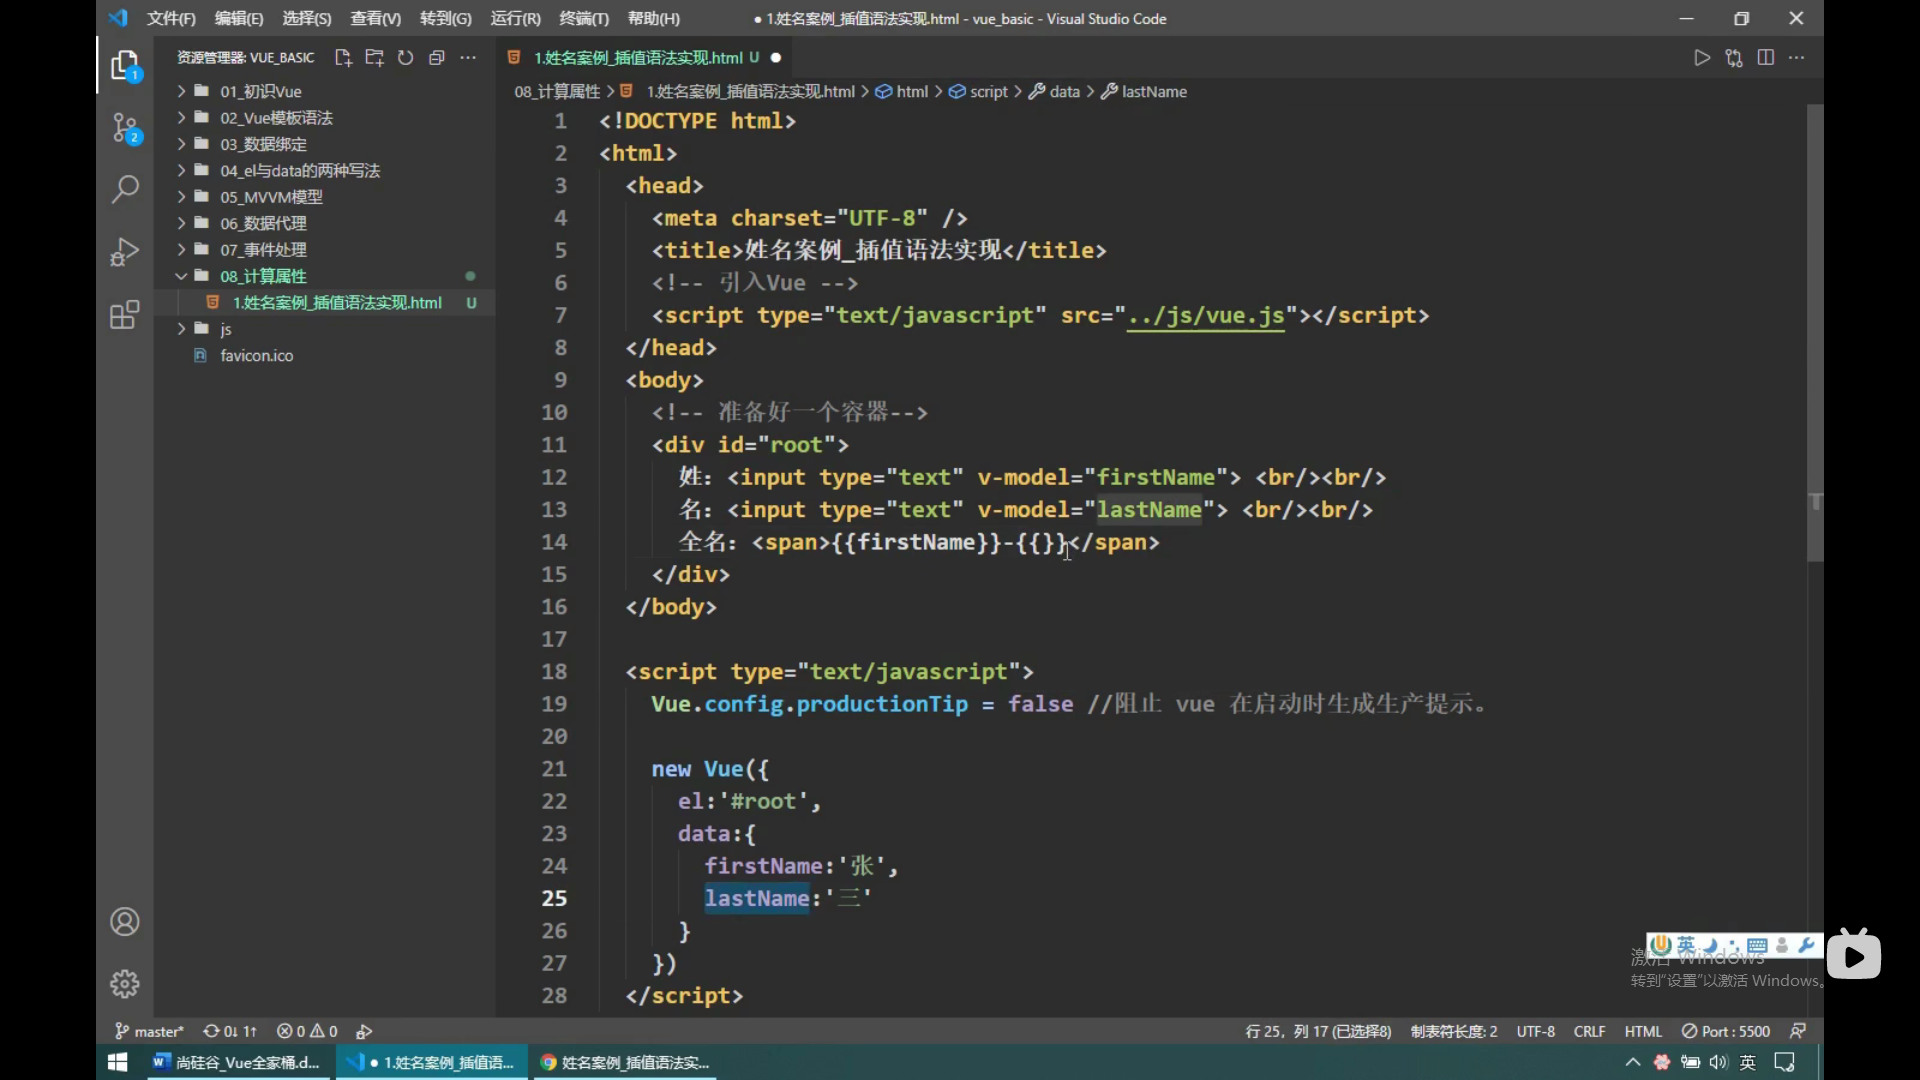 文件(F) 编辑(E) 选择(S) 查看(V) 转到(G) 运行(R) 终端(T) 帮助(H)
● 1.姓名案例_插值语法实现.html - vue_basic - Visual Studio Code
资源管理器: VUE_BASIC
1.姓名案例_插值语法实现.html U ●
1
2
01_初识Vue
02_Vue模板语法
03_数据绑定
04_el与data的两种写法
05_MVVM模型
06_数据代理
07_事件处理
08_计算属性
1.姓名案例_插值语法实现.html U
js
favicon.ico
08_计算属性 > 1.姓名案例_插值语法实现.html > html > script > data > lastName
1 <!DOCTYPE html>
2 <html>
3 <head>
4 <meta charset="UTF-8" />
5 <title>姓名案例_插值语法实现</title>
6 <!-- 引入Vue -->
7 <script type="text/javascript" src="../js/vue.js"></script>
8 </head>
9 <body>
10 <!-- 准备好一个容器-->
11 <div id="root">
12 姓：<input type="text" v-model="firstName"> <br/><br/>
13 名：<input type="text" v-model="lastName"> <br/><br/>
14 全名：<span>{{firstName}}-{{}}</span>
15 </div>
16 </body>
17
18 <script type="text/javascript">
19 Vue.config.productionTip = false //阻止 vue 在启动时生成生产提示。
20
21 new Vue({
22 el:'#root',
23 data:{
24 firstName:'张',
25 lastName:'三'
26 }
27 })
28 </script>
英
激活 Windows
转到"设置"以激活 Windows。
master* 0↓ 1↑ 0 0
行 25，列 17 (已选择8) 制表符长度: 2 UTF-8 CRLF HTML Port : 5500
尚硅谷_Vue全家桶.d...
● 1.姓名案例_插值语...
姓名案例_插值语法实...
英